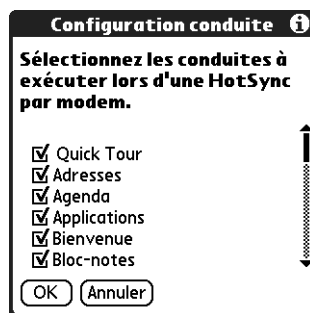 Configuration conduite
Sélectionnez les conduites à
exécuter lors d'une HotSync
par modem.
Quick Tour
Adresses
Agenda
Applications
Bienvenue
Bloc-notes
OK Annuler